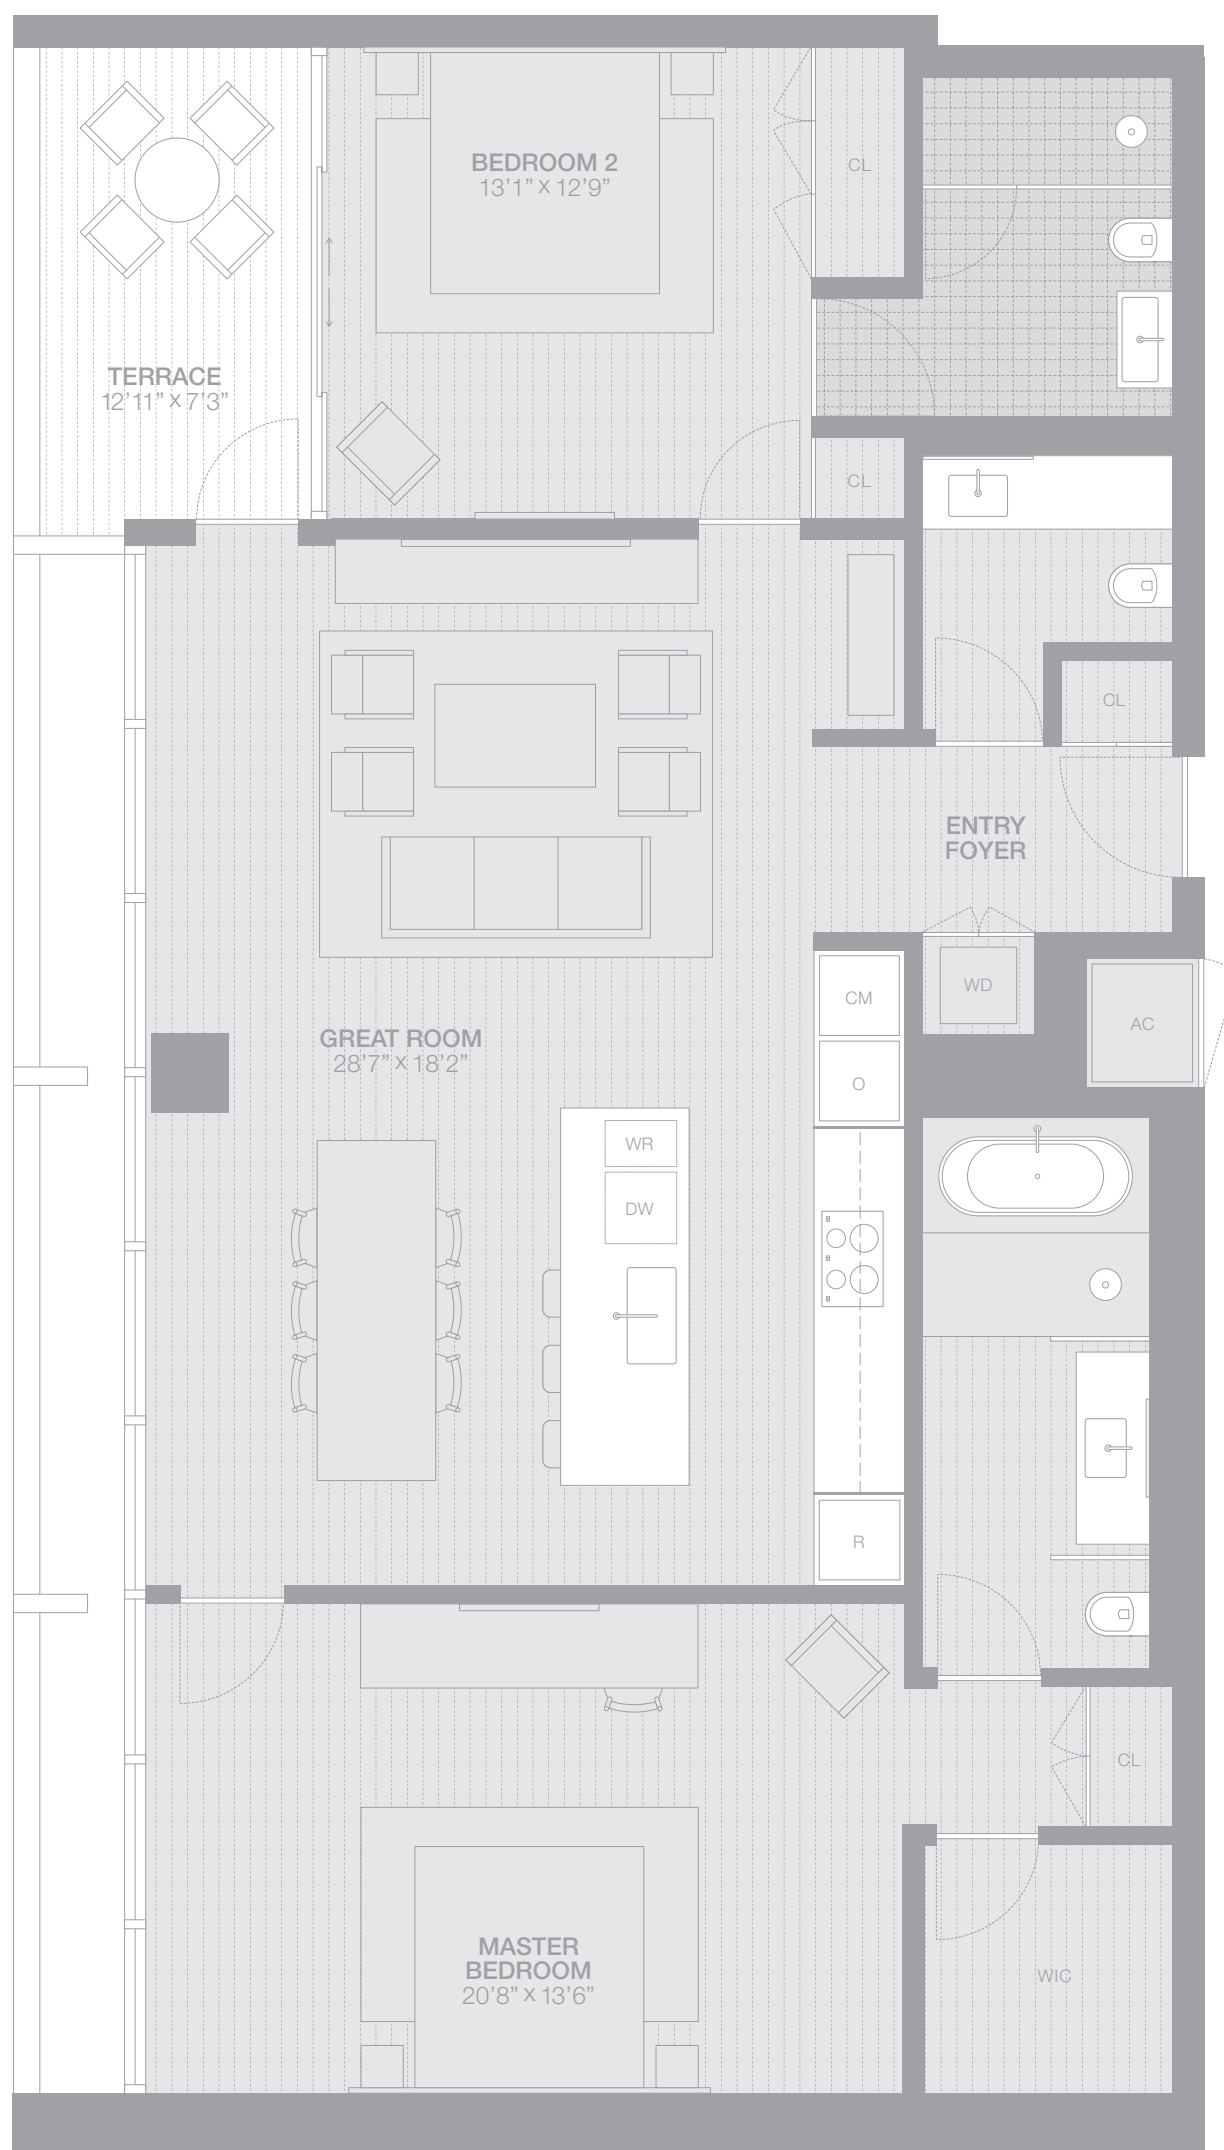 BEDROOM 2
13’1” X 12’9”
CL
TERRACE
12’11” X 7’3”
CL
CL
ENTRY
FOYER
WD
CM
AC
GREAT ROOM
28’7” X 18’2”
O
WR
DW
R
CL
MASTER
BEDROOM
20’8” X 13’6”
WIC